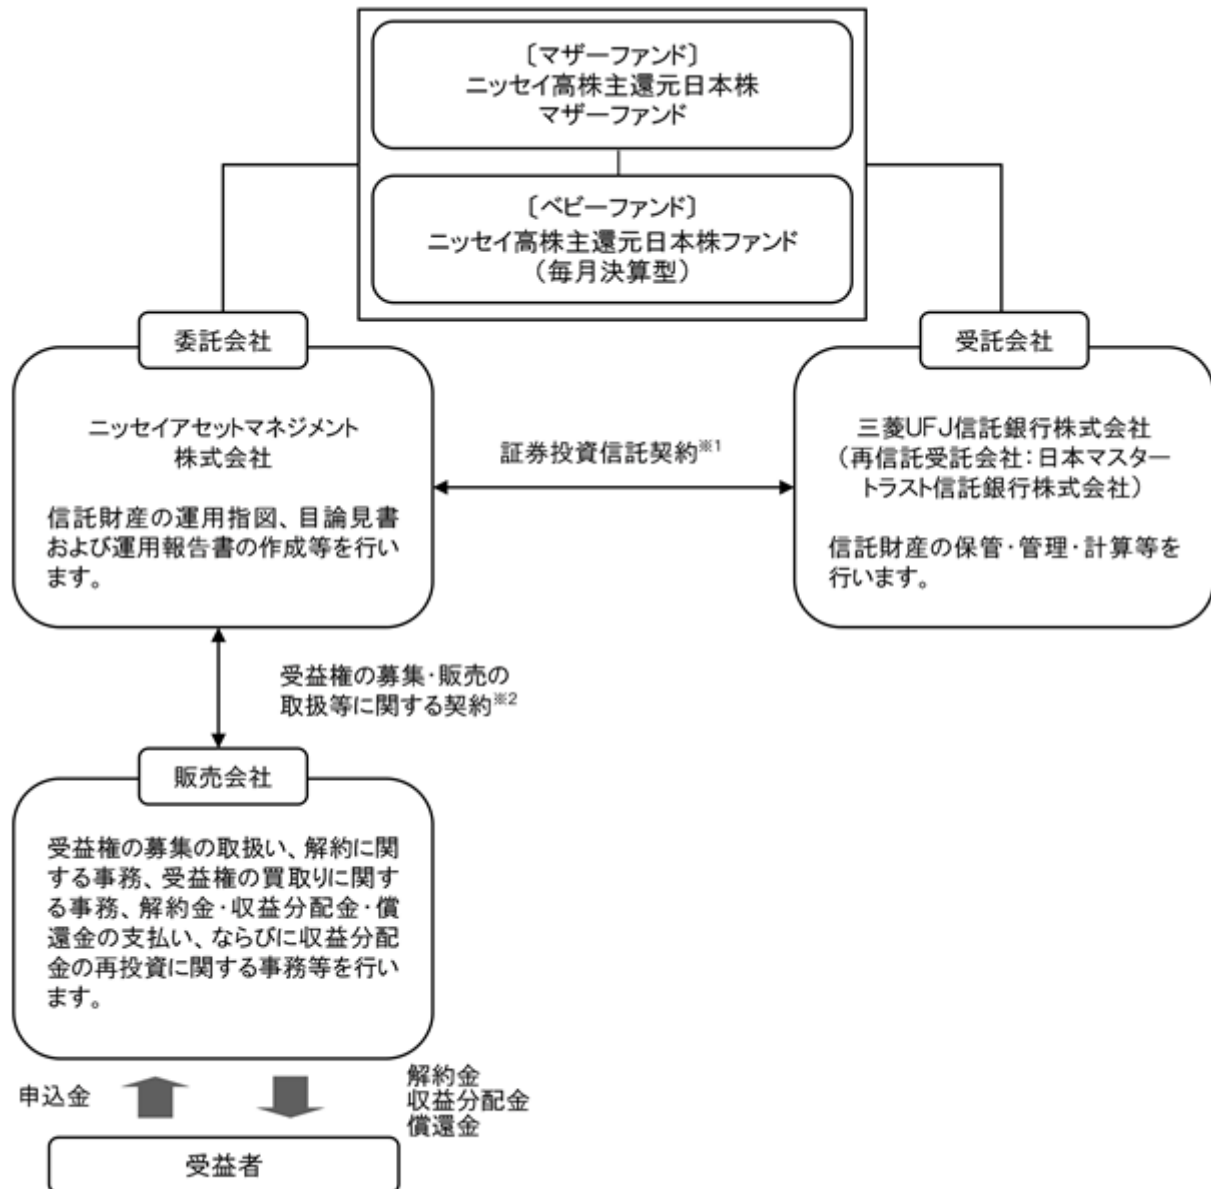 〔マザーファンド〕
ニッセイ高株主還元日本株
マザーファンド
〔ベビーファンド〕
ニッセイ高株主還元日本株ファンド
（毎月決算型）
委託会社
ニッセイアセットマネジメント
株式会社
信託財産の運用指図、目論見書
および運用報告書の作成等を行い
ます。
証券投資信託契約※1
受託会社
三菱UFJ信託銀行株式会社
（再信託受託会社：日本マスター
トラスト信託銀行株式会社）
信託財産の保管・管理・計算等を
行います。
受益権の募集・販売の
取扱等に関する契約※2
販売会社
受益権の募集の取扱い、解約に関
する事務、受益権の買取りに関す
る事務、解約金・収益分配金・償
還金の支払い、ならびに収益分配
金の再投資に関する事務等を行い
ます。
申込金
解約金
収益分配金
償還金
受益者